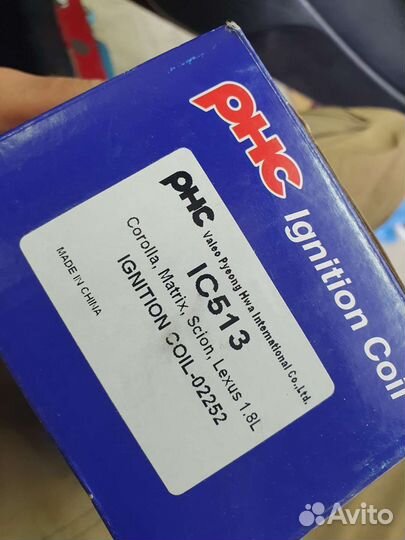 PHC
Ignition Coil
PHC
Valeo Pyeong Hwa International Co.,Ltd.
IC513
Corolla, Matrix, Scion, Lexus 1.8L
IGNITION COIL-02252
MADE IN CHINA
Avito